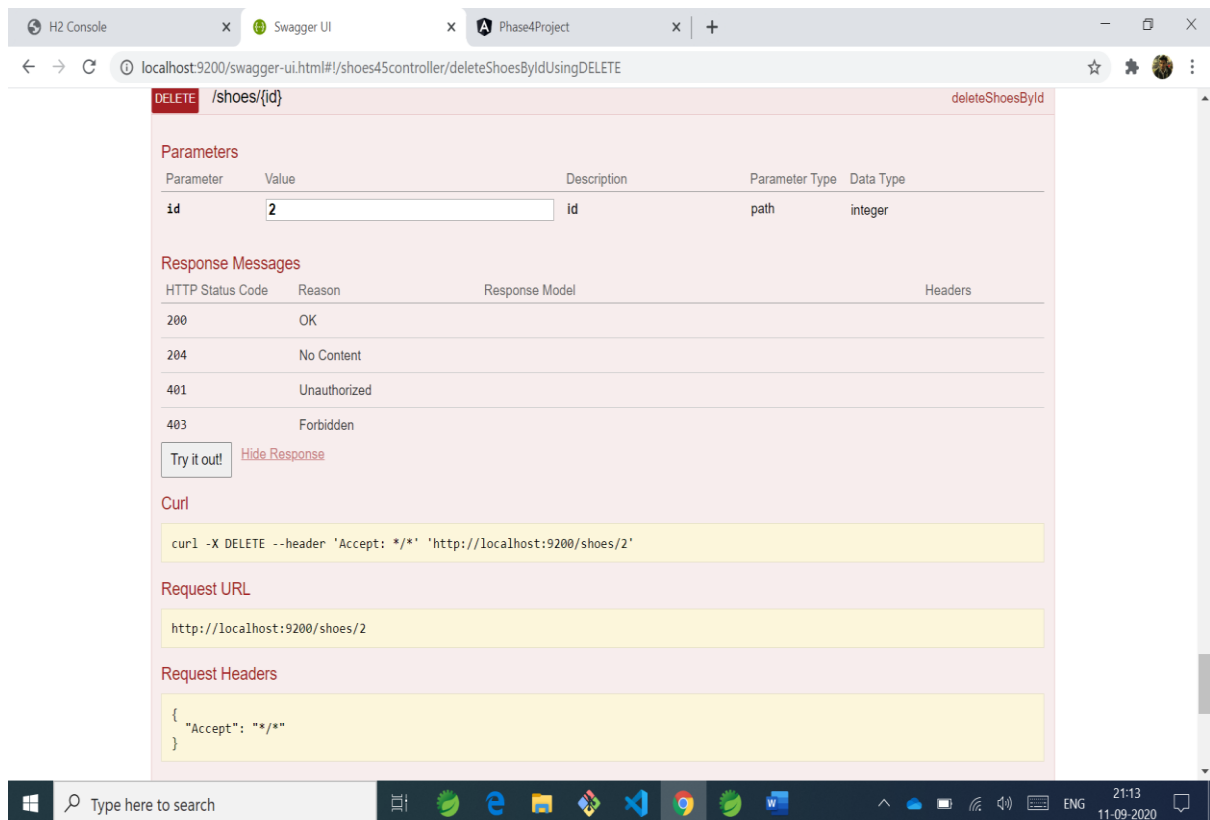 H2 Console
Swagger UI
Phase4Project
localhost:9200/swagger-ui.html#!/shoes45controller/deleteShoesByIdUsingDELETE
DELETE /shoes/{id} deleteShoesById
Parameters
Parameter Value Description Parameter Type Data Type
id 2 id path integer
Response Messages
HTTP Status Code Reason Response Model Headers
200 OK
204 No Content
401 Unauthorized
403 Forbidden
Try it out! Hide Response
Curl
curl -X DELETE --header 'Accept: */*' 'http://localhost:9200/shoes/2'
Request URL
http://localhost:9200/shoes/2
Request Headers
{
"Accept": "*/*"
}
Type here to search
ENG
21:13
11-09-2020